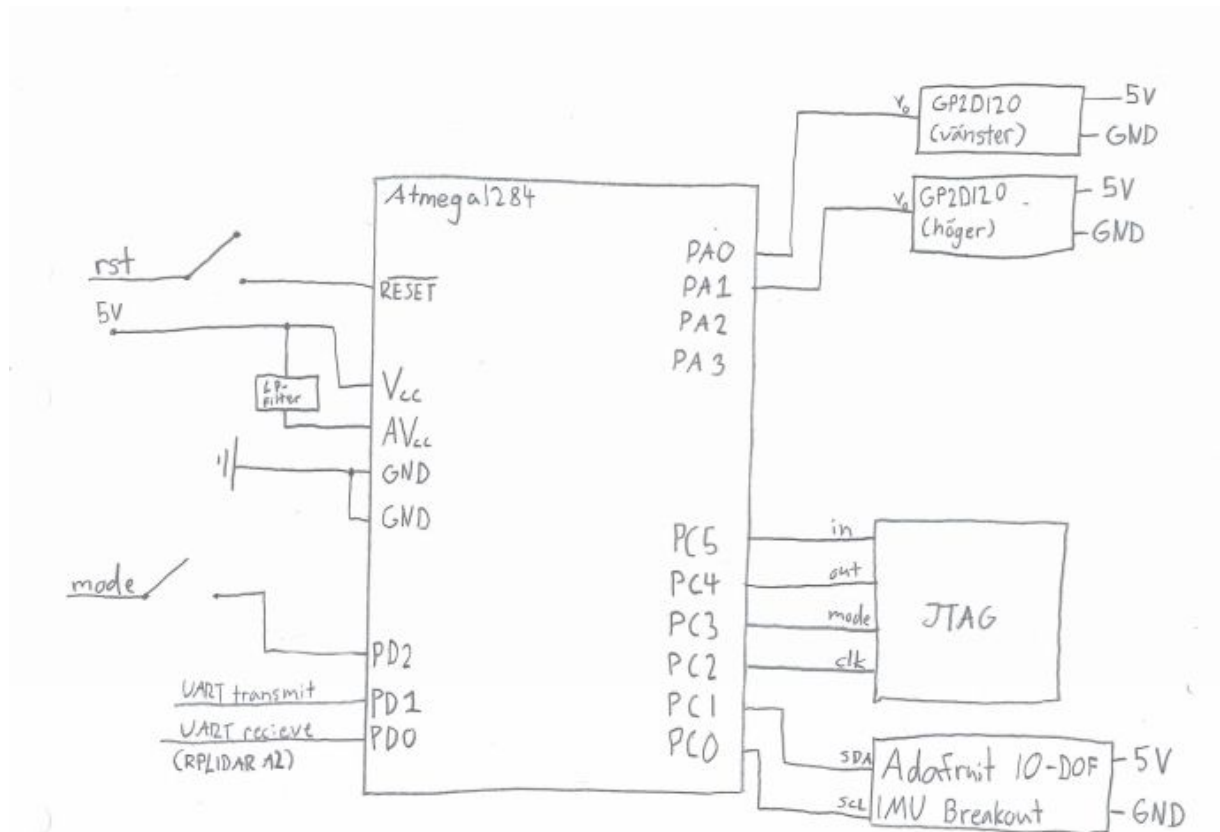 Atmega1284
rst
5V
LP-
Filter
mode
UART transmit
UART recieve
(RPLIDAR A2)
RESET
Vcc
AVcc
GND
GND
PD2
PD1
PD0
PA0
PA1
PA2
PA3
PC5
PC4
PC3
PC2
PC1
PC0
Vo
GP2D120
(vänster)
5V
GND
Vo
GP2D120
(höger)
5V
GND
in
out
mode
clk
JTAG
SDA
SCL
Adafruit 10-DOF
IMU Breakout
5V
GND